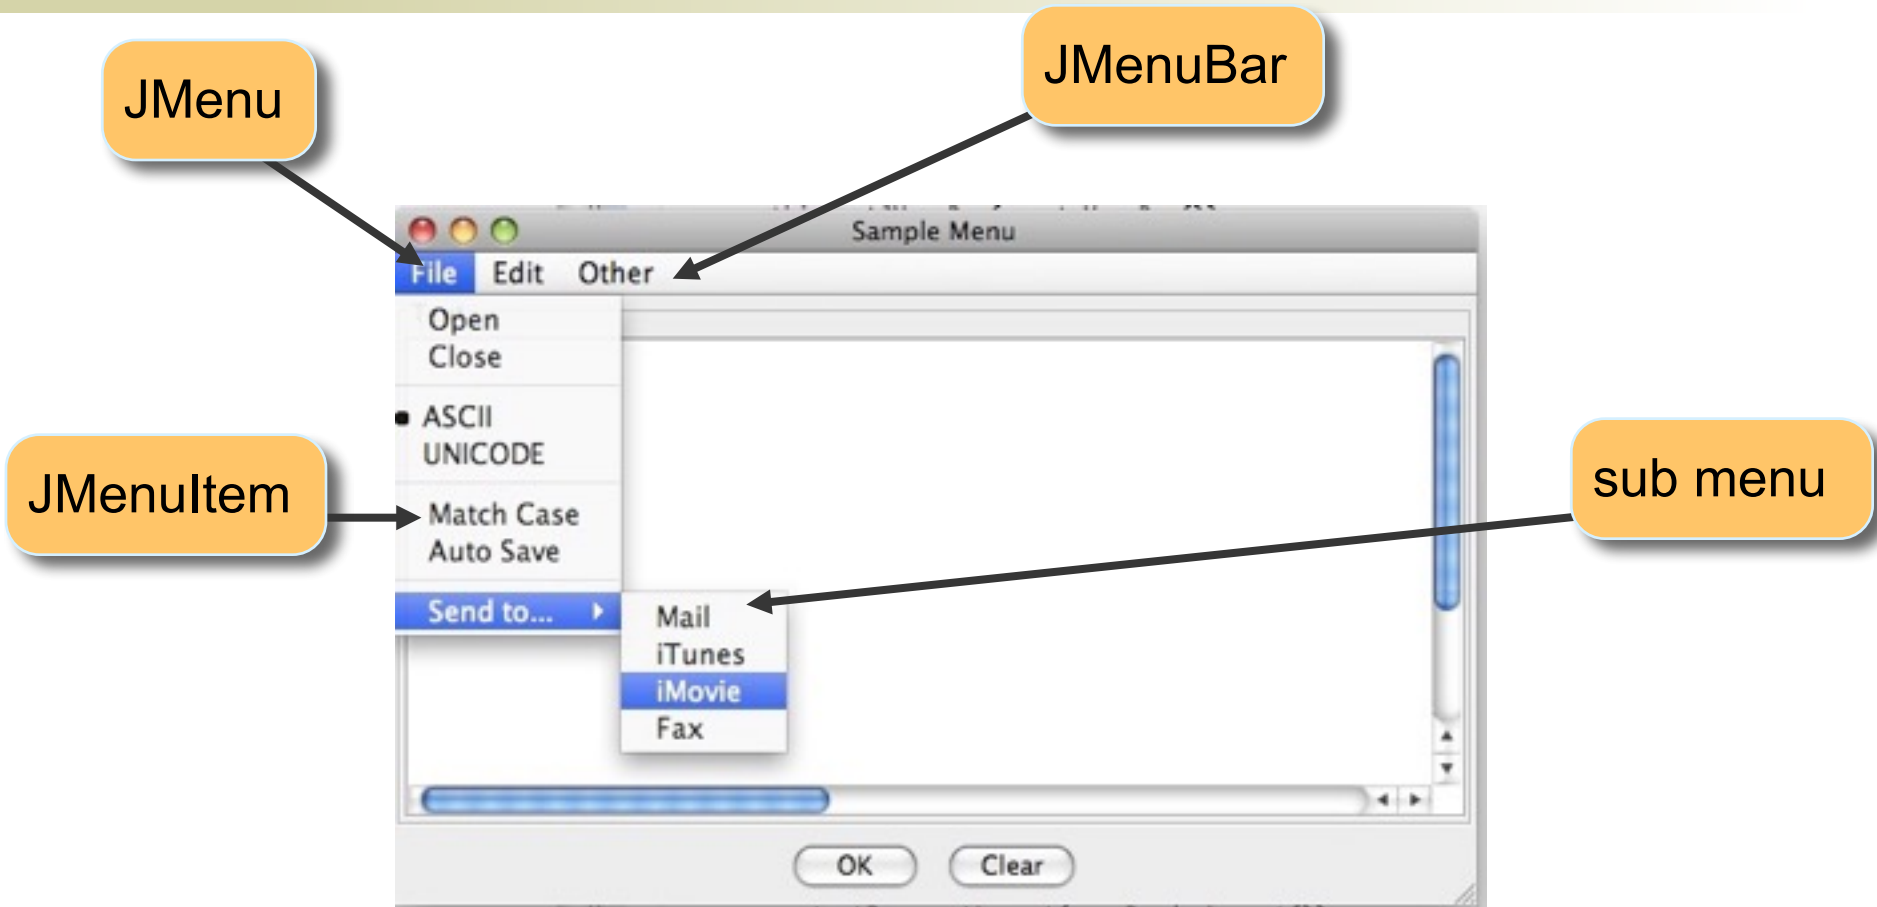 JMenu
JMenuBar
Sample Menu
File Edit Other
Open
Close
ASCII
UNICODE
JMenuItem
Match Case
Auto Save
sub menu
Send to...
Mail
iTunes
iMovie
Fax
OK Clear